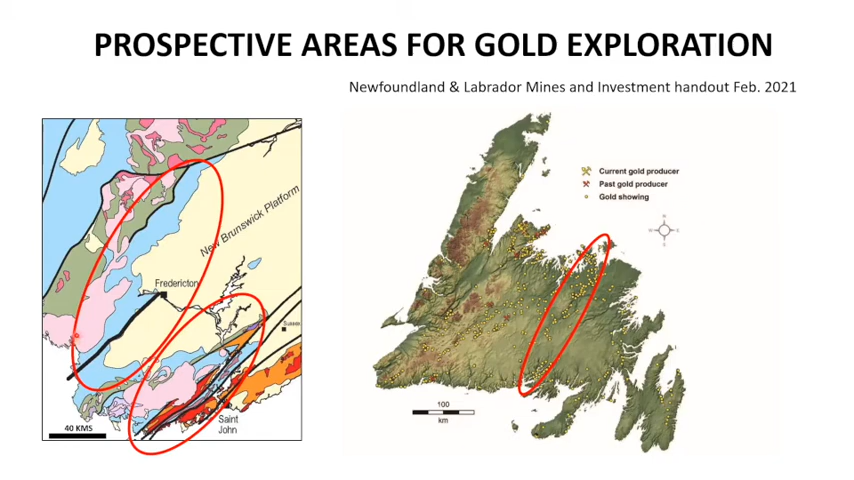 PROSPECTIVE AREAS FOR GOLD EXPLORATION
Newfoundland & Labrador Mines and Investment handout Feb. 2021
New Brunswick Platform
Fredericton
Sussex
Saint
John
40 KMS
Current gold producer
Past gold producer
Gold showing
N
E
S
W
100
km